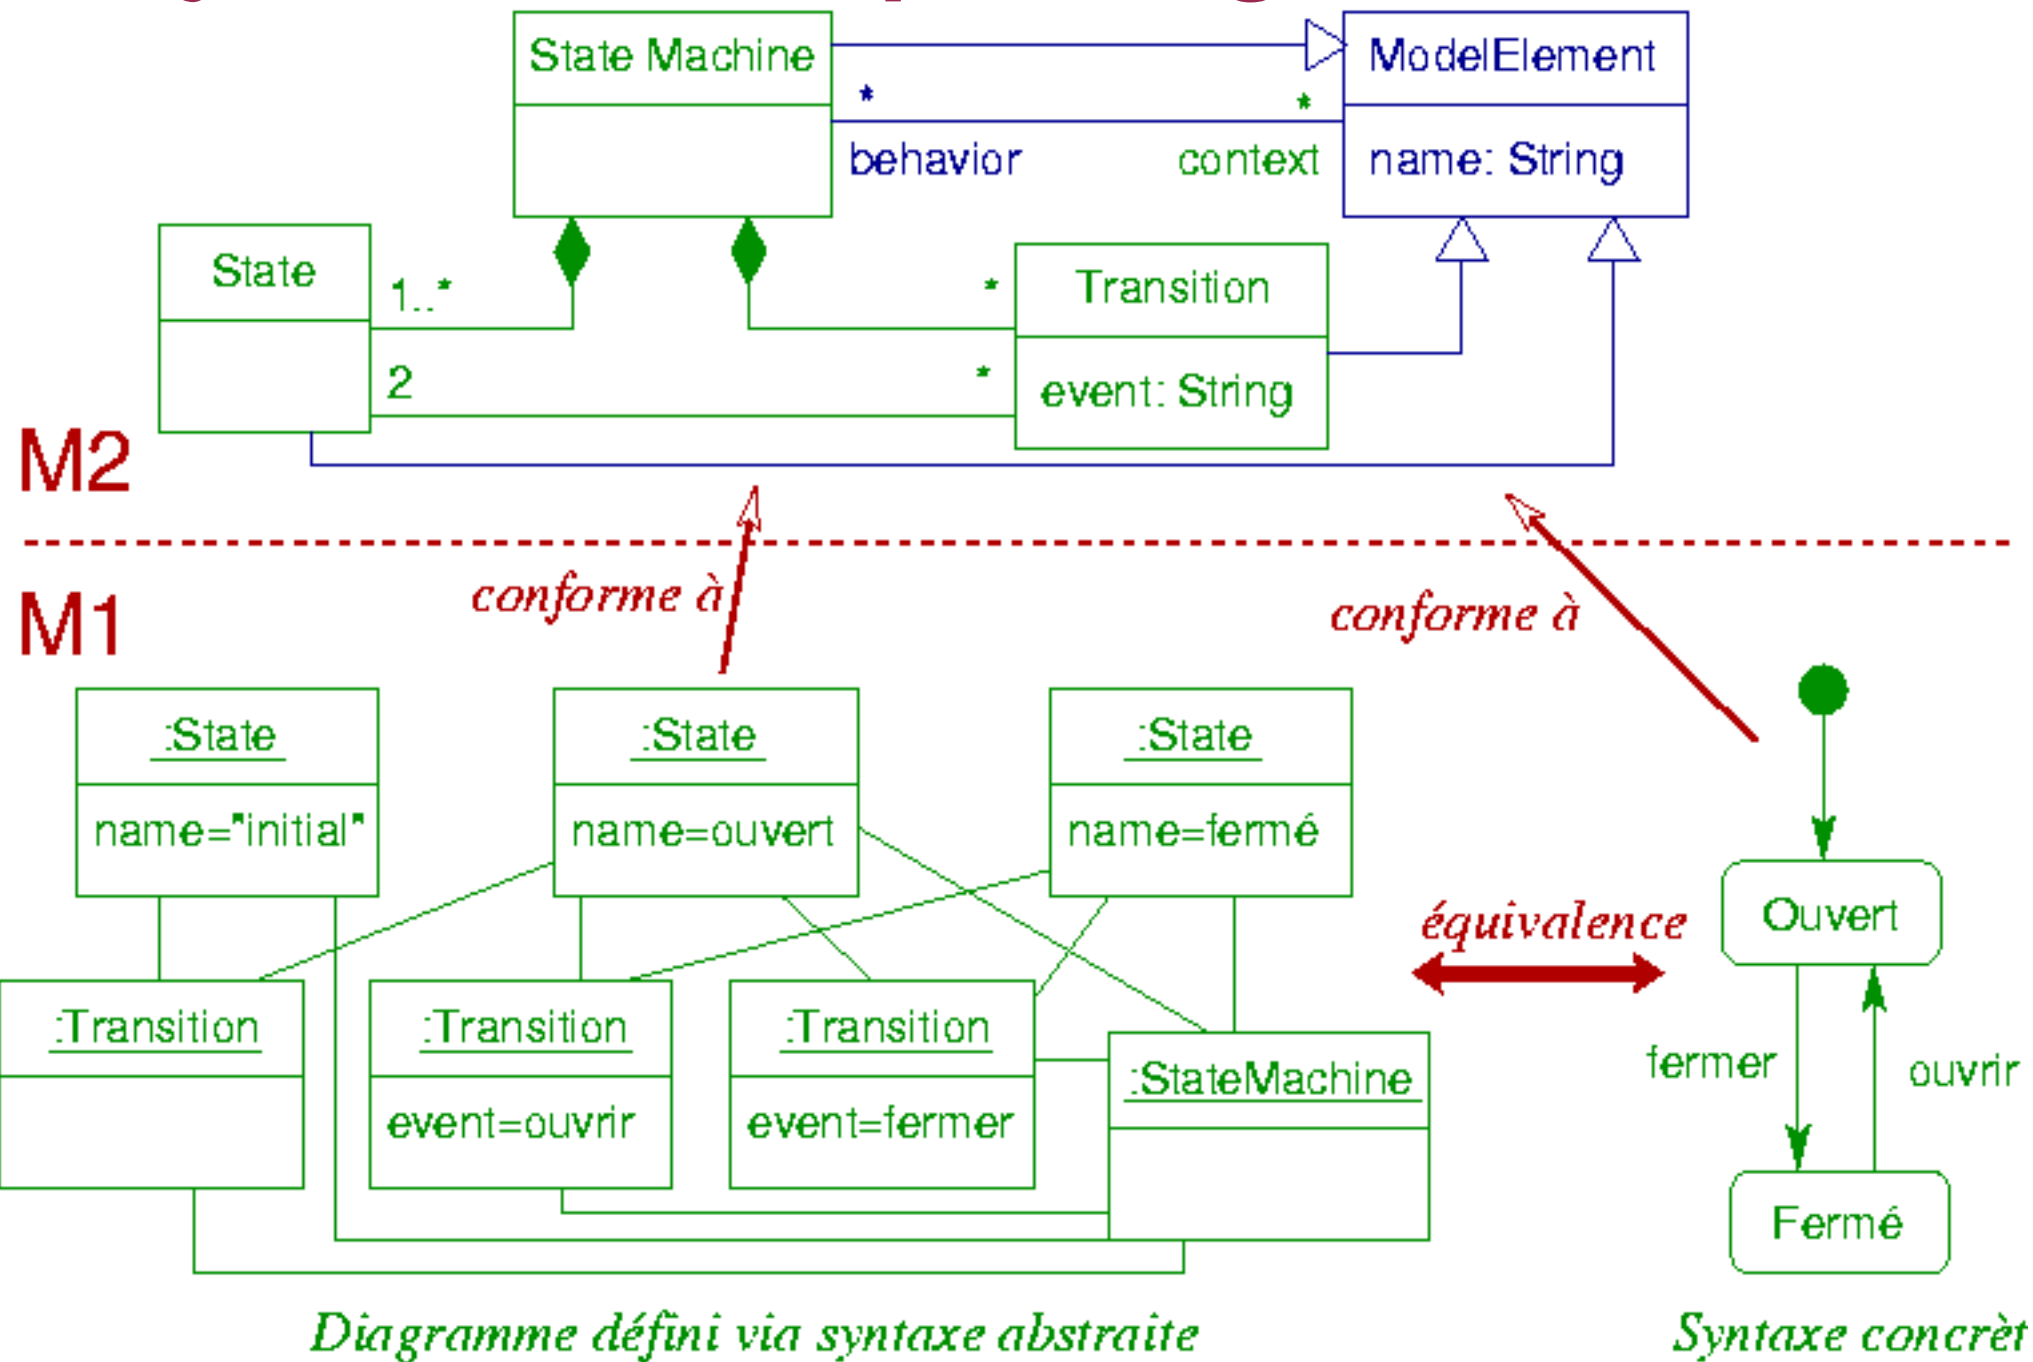 State Machine
ModelElement
*
*
behavior
context
name: String
State
1..*
*
Transition
2
*
event: String
M2
conforme à
conforme à
M1
:State
:State
:State
name="initial"
name=ouvert
name=fermé
équivalence
Ouvert
:Transition
:Transition
:Transition
:StateMachine
fermer
ouvrir
event=ouvrir
event=fermer
Fermé
Diagramme défini via syntaxe abstraite
Syntaxe concrèt